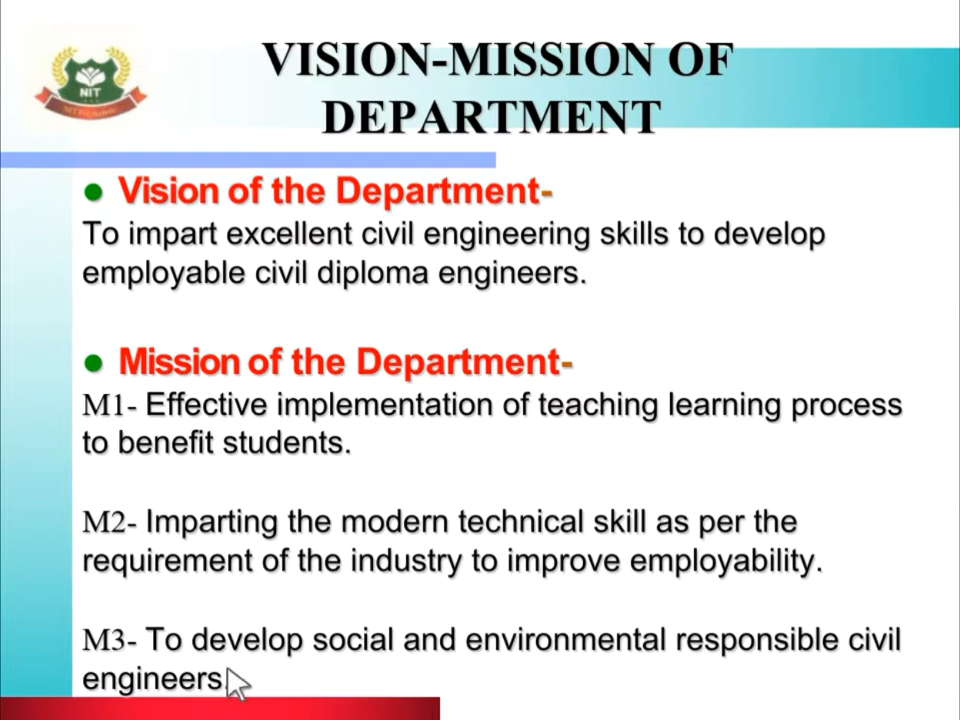 VISION-MISSION OF
DEPARTMENT
NIT
Vision of the Department-
To impart excellent civil engineering skills to develop
employable civil diploma engineers.
Mission of the Department-
M1- Effective implementation of teaching learning process
to benefit students.
M2- Imparting the modern technical skill as per the
requirement of the industry to improve employability.
M3- To develop social and environmental responsible civil
engineers.